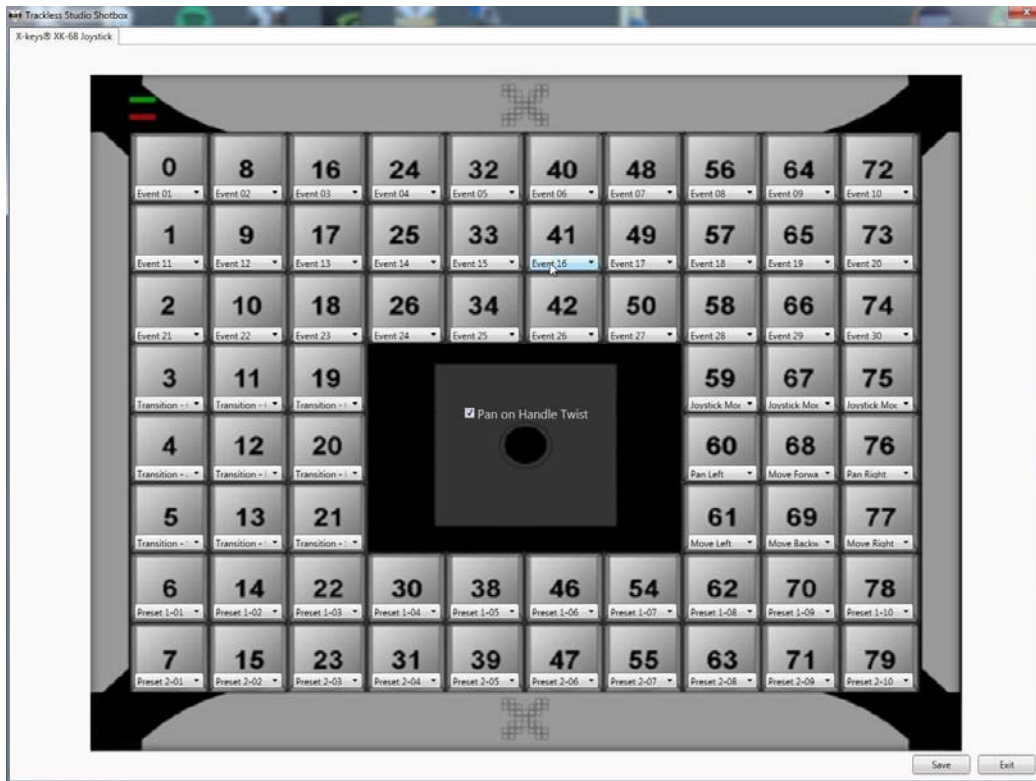 Trackless Studio Shotbox
X-keys® XK-68 Joystick
0 8 16 24 32 40 48 56 64 72
Event 01 Event 02 Event 03 Event 04 Event 05 Event 06 Event 07 Event 08 Event 09 Event 10
1 9 17 25 33 41 49 57 65 73
Event 11 Event 12 Event 13 Event 14 Event 15 Event 16 Event 17 Event 18 Event 19 Event 20
2 10 18 26 34 42 50 58 66 74
Event 21 Event 22 Event 23 Event 24 Event 25 Event 26 Event 27 Event 28 Event 29 Event 30
3 11 19 59 67 75
Transition - Transition - Transition - Joystick Mo Joystick Mo Joystick Mo
Pan on Handle Twist
4 12 20 60 68 76
Transition - Transition - Transition - Pan Left Move Forwa Pan Right
5 13 21 61 69 77
Transition - Transition - Transition - Move Left Move Backw Move Right
6 14 22 30 38 46 54 62 70 78
Preset 1-01 Preset 1-02 Preset 1-03 Preset 1-04 Preset 1-05 Preset 1-06 Preset 1-07 Preset 1-08 Preset 1-09 Preset 1-10
7 15 23 31 39 47 55 63 71 79
Preset 2-01 Preset 2-02 Preset 2-03 Preset 2-04 Preset 2-05 Preset 2-06 Preset 2-07 Preset 2-08 Preset 2-09 Preset 2-10
Save Exit